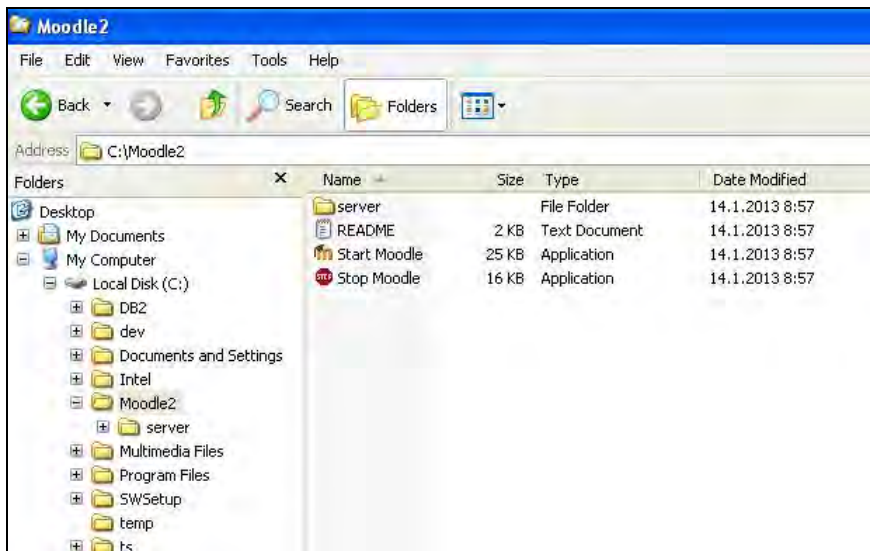 Moodle2
File Edit View Favorites Tools Help
Back Search Folders
Address C:\Moodle2
Folders Name Size Type Date Modified
Desktop server File Folder 14.1.2013 8:57
My Documents README 2 KB Text Document 14.1.2013 8:57
My Computer Start Moodle 25 KB Application 14.1.2013 8:57
Local Disk (C:) STOP Stop Moodle 16 KB Application 14.1.2013 8:57
DB2
dev
Documents and Settings
Intel
Moodle2
server
Multimedia Files
Program Files
SWSetup
temp
ts